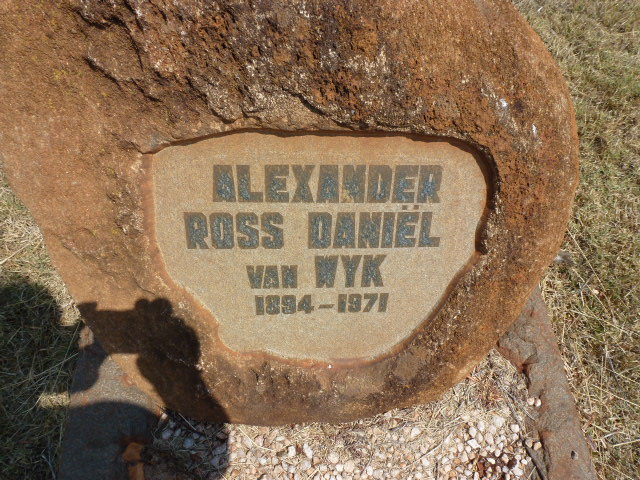 ALEXANDER
ROSS DANIËL
VAN WYK
1894-1971